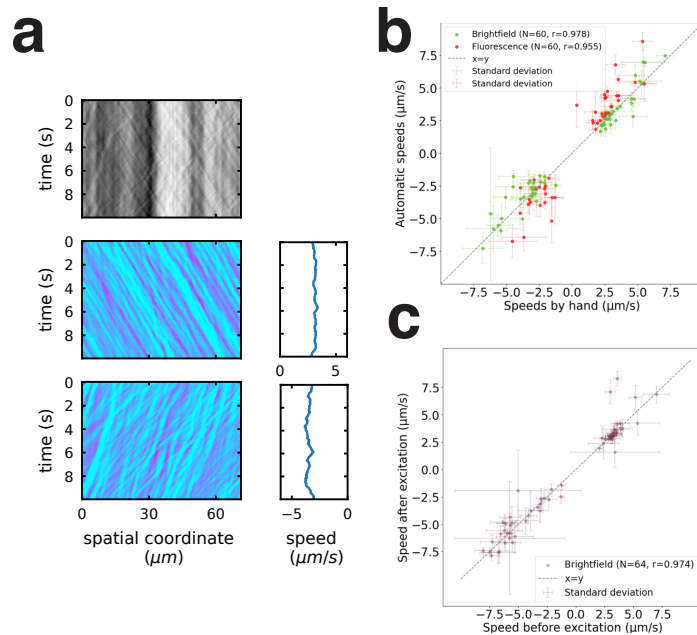 a
time (s)
0
2
4
6
8
time (s)
0
2
4
6
8
0
5
time (s)
0
2
4
6
8
0
30
60
−5
0
spatial coordinate
(μm)
speed
(μm/s)
b
Brightfield (N=60, r=0.978)
Fluorescence (N=60, r=0.955)
x=y
Standard deviation
Standard deviation
Automatic speeds (μm/s)
7.5
5.0
2.5
0.0
−2.5
−5.0
−7.5
−7.5 −5.0 −2.5 0.0 2.5 5.0 7.5
Speeds by hand (μm/s)
c
Speed after excitation (μm/s)
7.5
5.0
2.5
0.0
−2.5
−5.0
−7.5
Brightfield (N=64, r=0.974)
x=y
Standard deviation
−7.5 −5.0 −2.5 0.0 2.5 5.0 7.5
Speed before excitation (μm/s)